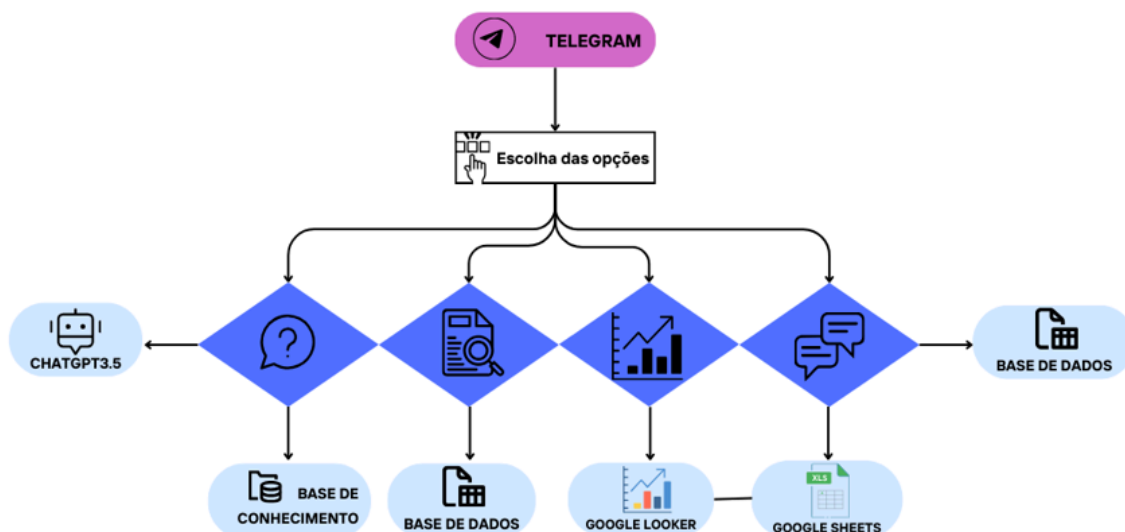 TELEGRAM
Escolha das opções
?
CHATGPT3.5
BASE DE DADOS
BASE DE
CONHECIMENTO
BASE DE DADOS
GOOGLE LOOKER
XLS
GOOGLE SHEETS